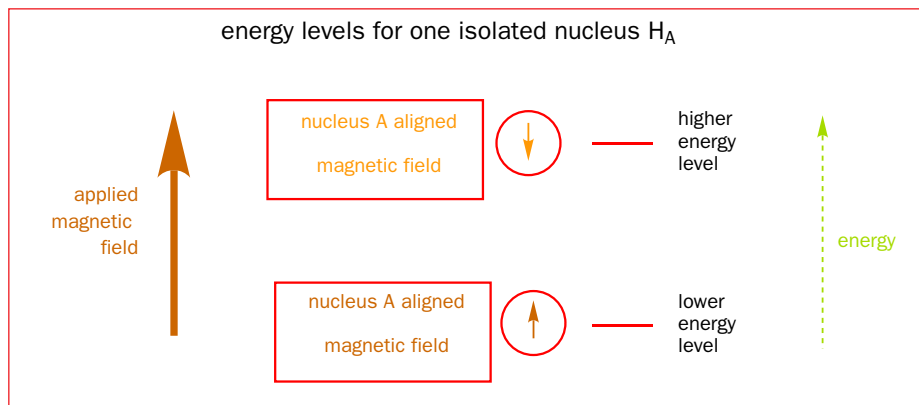 energy levels for one isolated nucleus H_A
nucleus A aligned
magnetic field
higher
energy
level
applied
magnetic
field
energy
nucleus A aligned
magnetic field
lower
energy
level